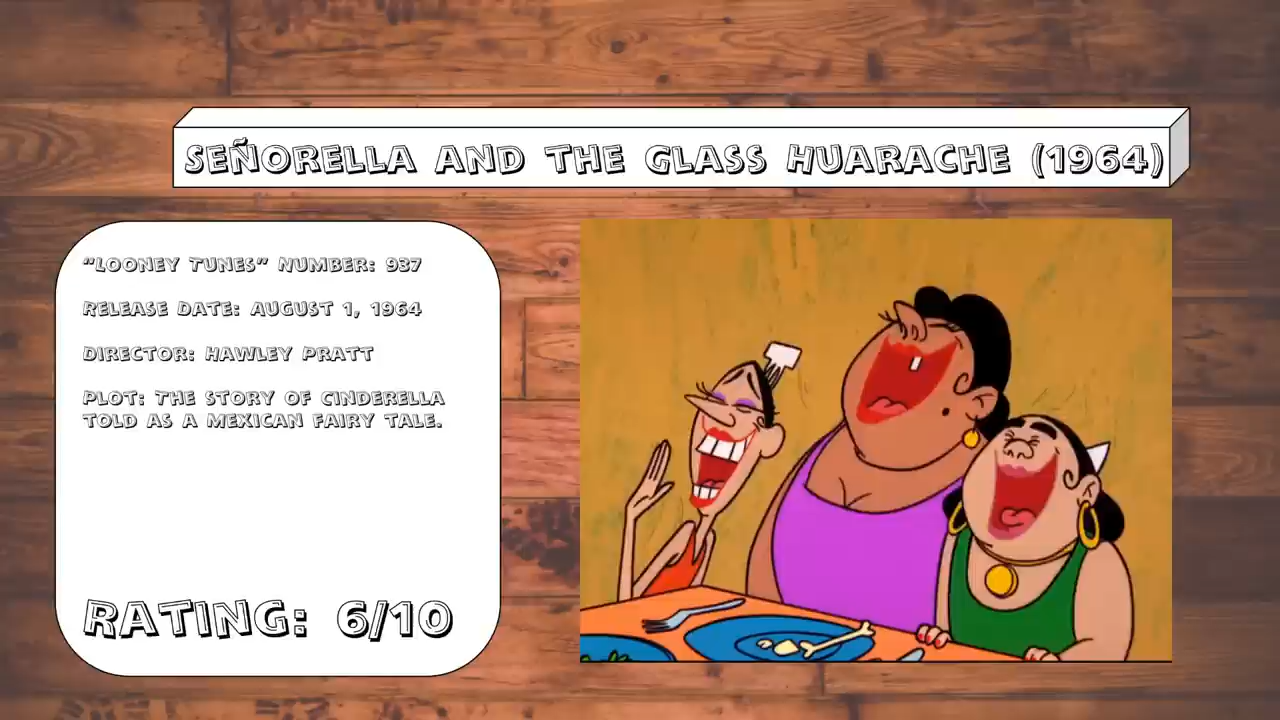 SEÑORELLA AND THE GLASS HUARACHE (1964)
"LOONEY TUNES" NUMBER: 937
RELEASE DATE: AUGUST 1, 1964
DIRECTOR: HAWLEY PRATT
PLOT: THE STORY OF CINDERELLA
TOLD AS A MEXICAN FAIRY TALE.
RATING: 6/10